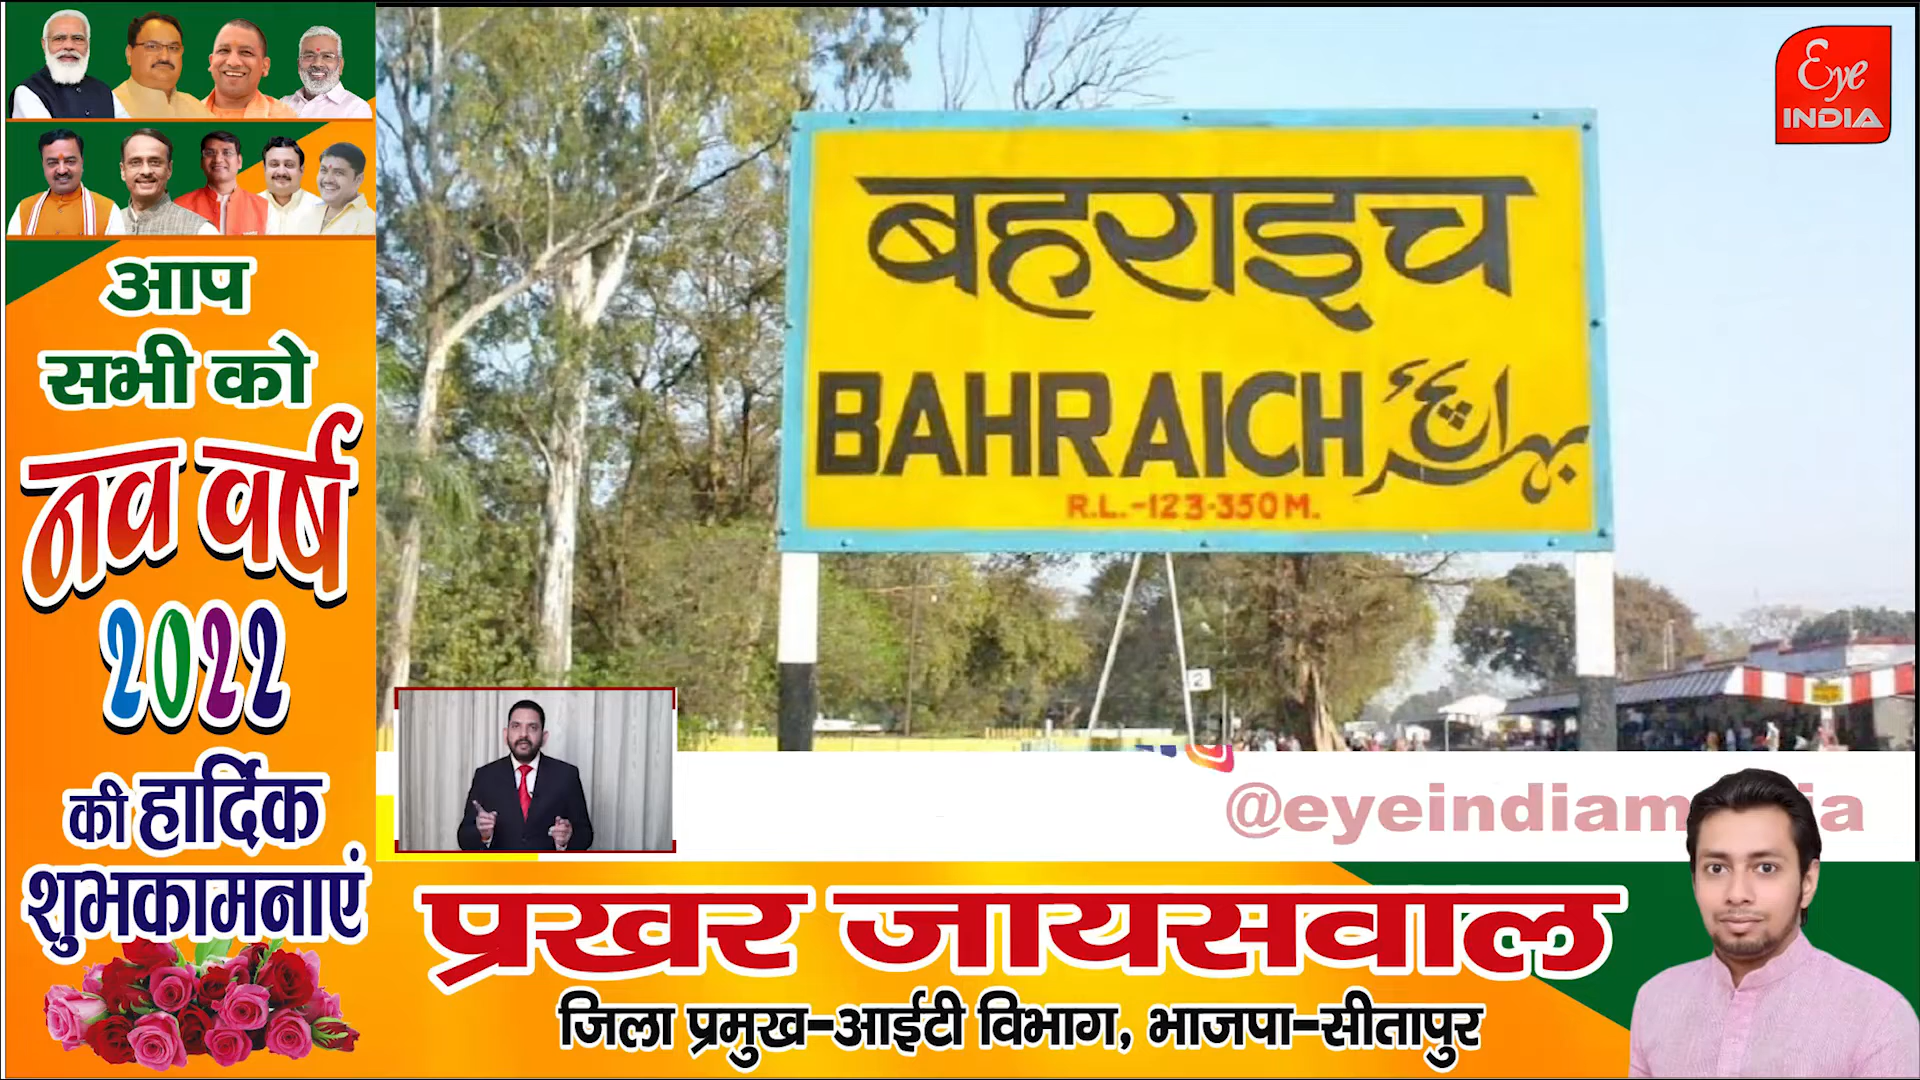 Eye
INDIA
बहराइच
BAHRAICH بہرائچ
R.L.-123.350M.
2
आप
सभी को
नव वर्ष
2022
की हार्दिक
शुभकामनाएं
प्रखर जायसवाल
जिला प्रमुख-आईटी विभाग, भाजपा-सीतापुर